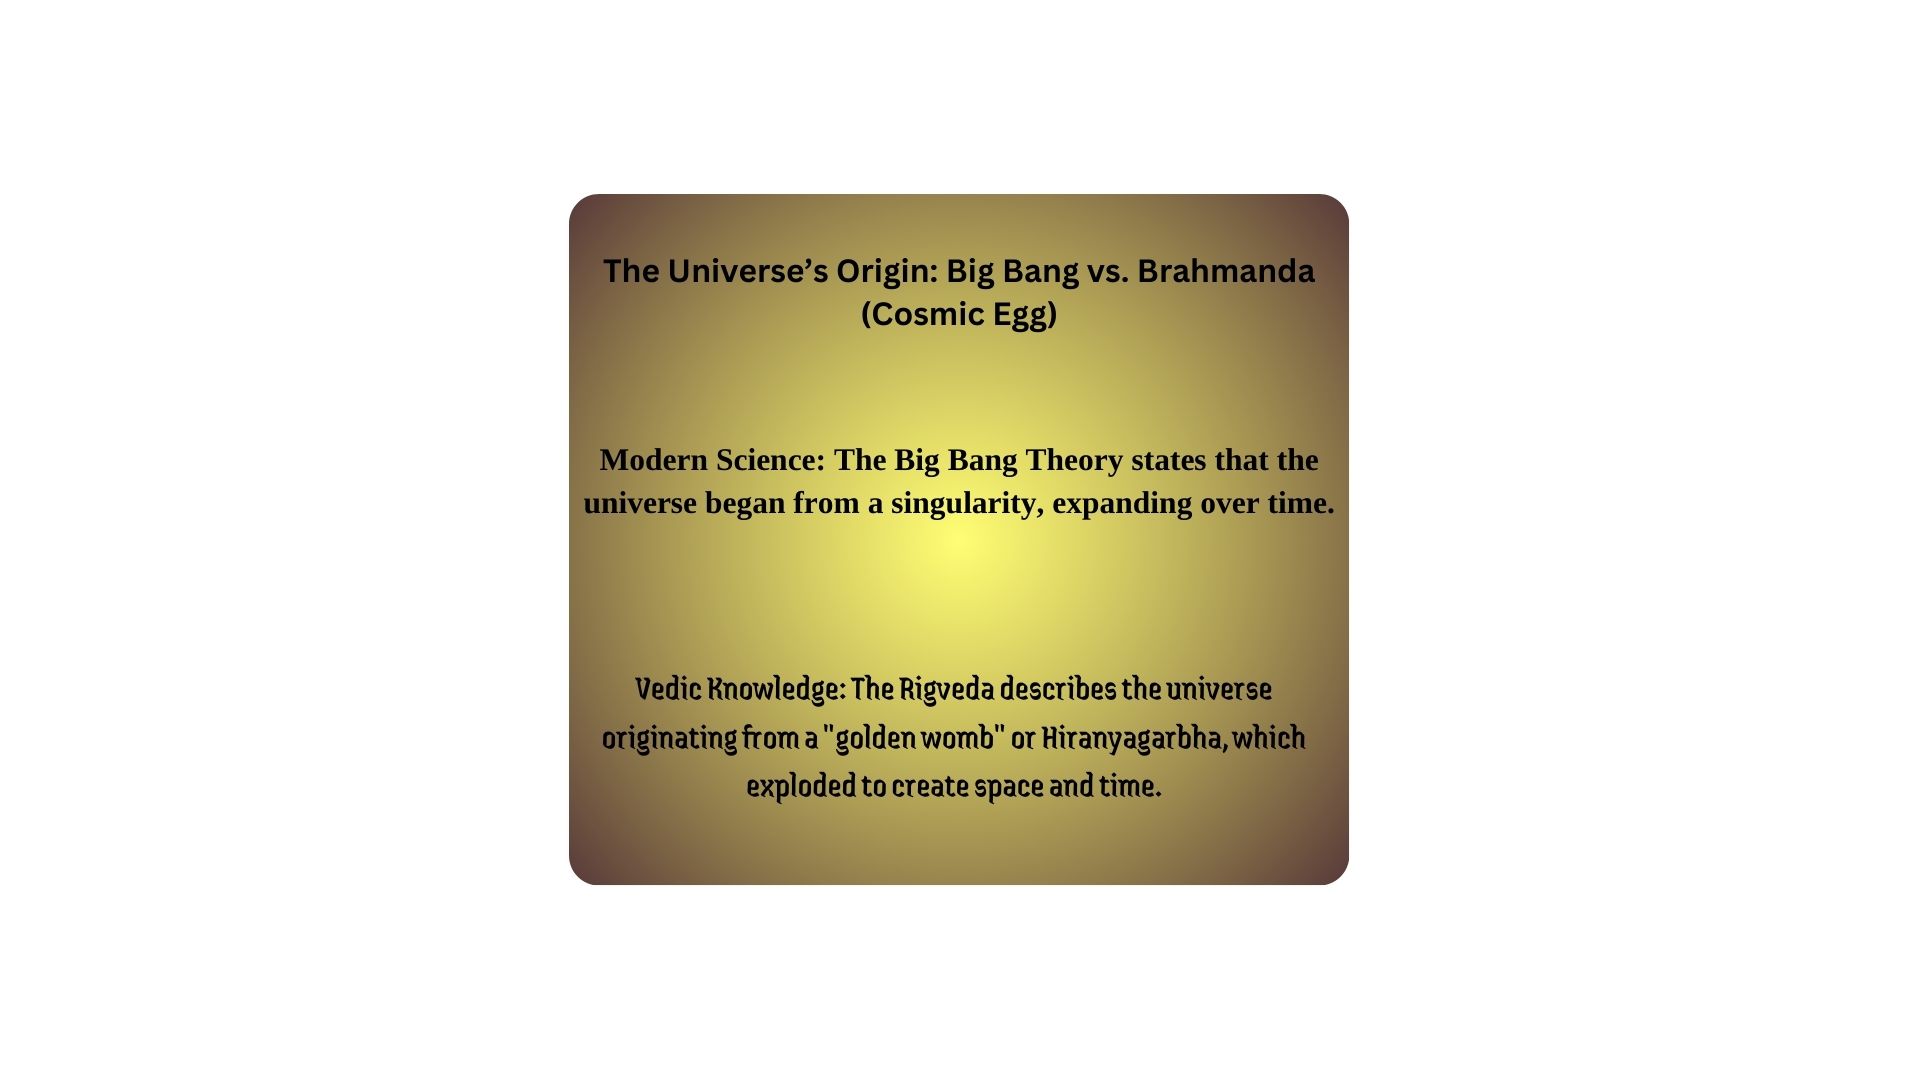 The Universe’s Origin: Big Bang vs. Brahmanda
(Cosmic Egg)
Modern Science: The Big Bang Theory states that the
universe began from a singularity, expanding over time.
Vedic Knowledge: The Rigveda describes the universe
originating from a "golden womb" or Hiranyagarbha, which
exploded to create space and time.